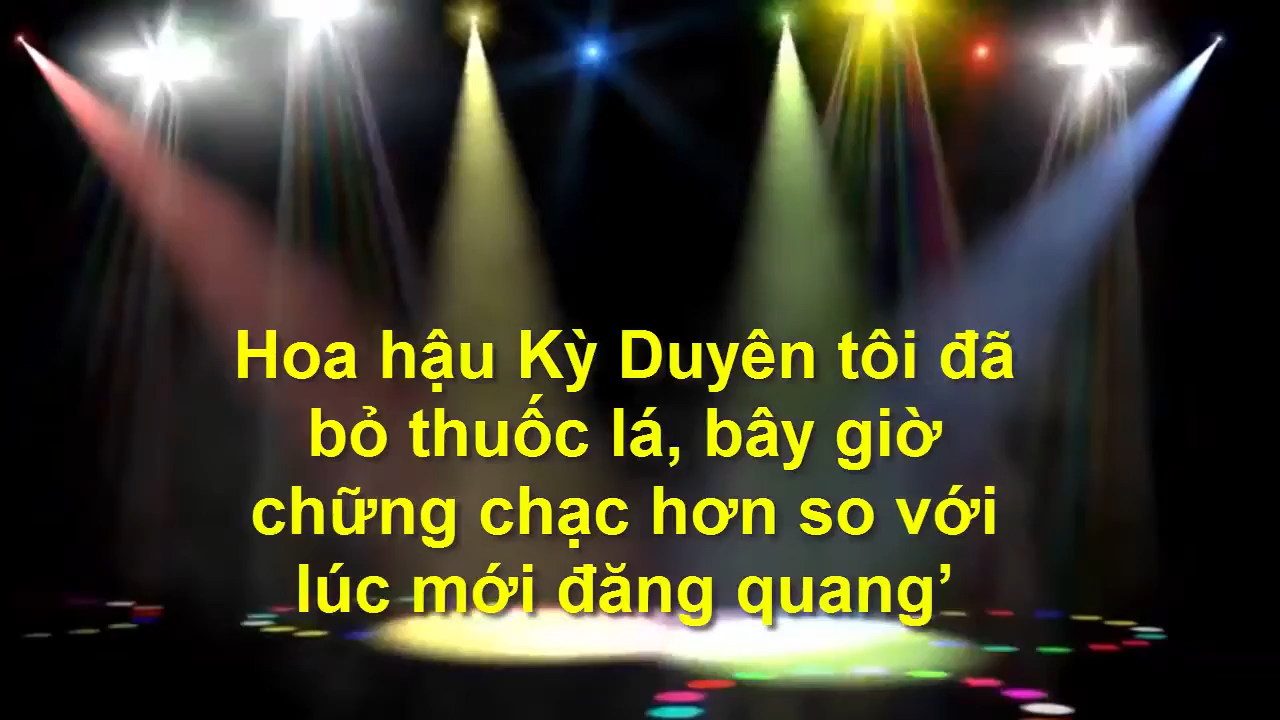 Hoa hậu Kỳ Duyên tôi đã
bỏ thuốc lá, bây giờ
chững chạc hơn so với
lúc mới đăng quang’